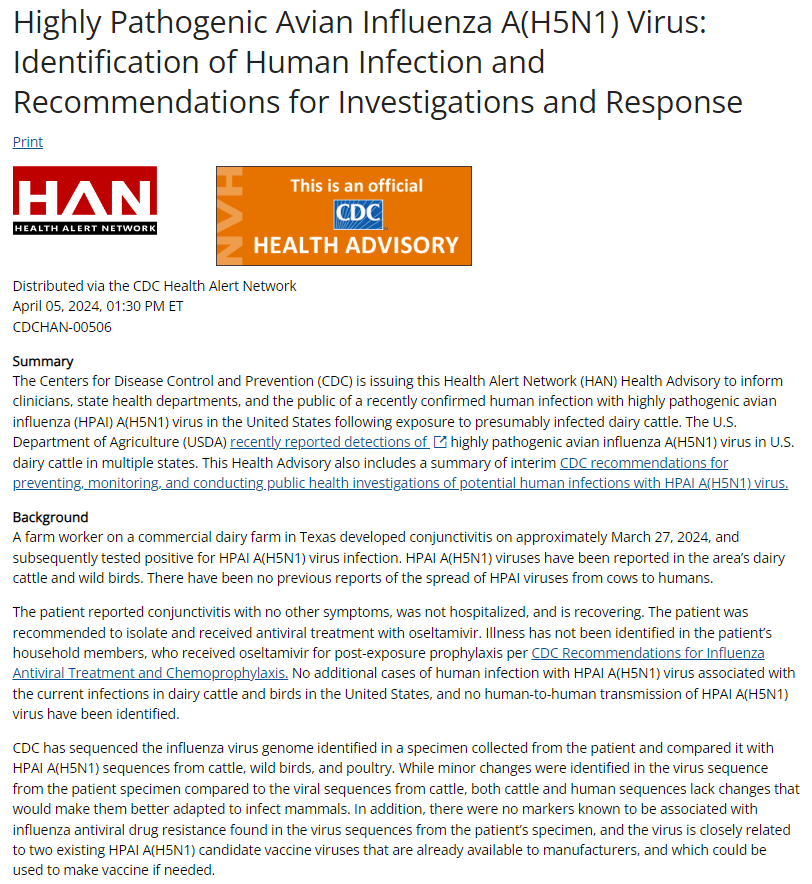 Highly Pathogenic Avian Influenza A(H5N1) Virus:
Identification of Human Infection and
Recommendations for Investigations and Response
Print
HAN
HEALTH ALERT NETWORK
HAN
This is an official
CDC
HEALTH ADVISORY
Distributed via the CDC Health Alert Network
April 05, 2024, 01:30 PM ET
CDCHAN-00506
Summary
The Centers for Disease Control and Prevention (CDC) is issuing this Health Alert Network (HAN) Health Advisory to inform
clinicians, state health departments, and the public of a recently confirmed human infection with highly pathogenic avian
influenza (HPAI) A(H5N1) virus in the United States following exposure to presumably infected dairy cattle. The U.S.
Department of Agriculture (USDA) recently reported detections of highly pathogenic avian influenza A(H5N1) virus in U.S.
dairy cattle in multiple states. This Health Advisory also includes a summary of interim CDC recommendations for
preventing, monitoring, and conducting public health investigations of potential human infections with HPAI A(H5N1) virus.
Background
A farm worker on a commercial dairy farm in Texas developed conjunctivitis on approximately March 27, 2024, and
subsequently tested positive for HPAI A(H5N1) virus infection. HPAI A(H5N1) viruses have been reported in the area's dairy
cattle and wild birds. There have been no previous reports of the spread of HPAI viruses from cows to humans.
The patient reported conjunctivitis with no other symptoms, was not hospitalized, and is recovering. The patient was
recommended to isolate and received antiviral treatment with oseltamivir. Illness has not been identified in the patient's
household members, who received oseltamivir for post-exposure prophylaxis per CDC Recommendations for Influenza
Antiviral Treatment and Chemoprophylaxis. No additional cases of human infection with HPAI A(H5N1) virus associated with
the current infections in dairy cattle and birds in the United States, and no human-to-human transmission of HPAI A(H5N1)
virus have been identified.
CDC has sequenced the influenza virus genome identified in a specimen collected from the patient and compared it with
HPAI A(H5N1) sequences from cattle, wild birds, and poultry. While minor changes were identified in the virus sequence
from the patient specimen compared to the viral sequences from cattle, both cattle and human sequences lack changes that
would make them better adapted to infect mammals. In addition, there were no markers known to be associated with
influenza antiviral drug resistance found in the virus sequences from the patient's specimen, and the virus is closely related
to two existing HPAI A(H5N1) candidate vaccine viruses that are already available to manufacturers, and which could be
used to make vaccine if needed.